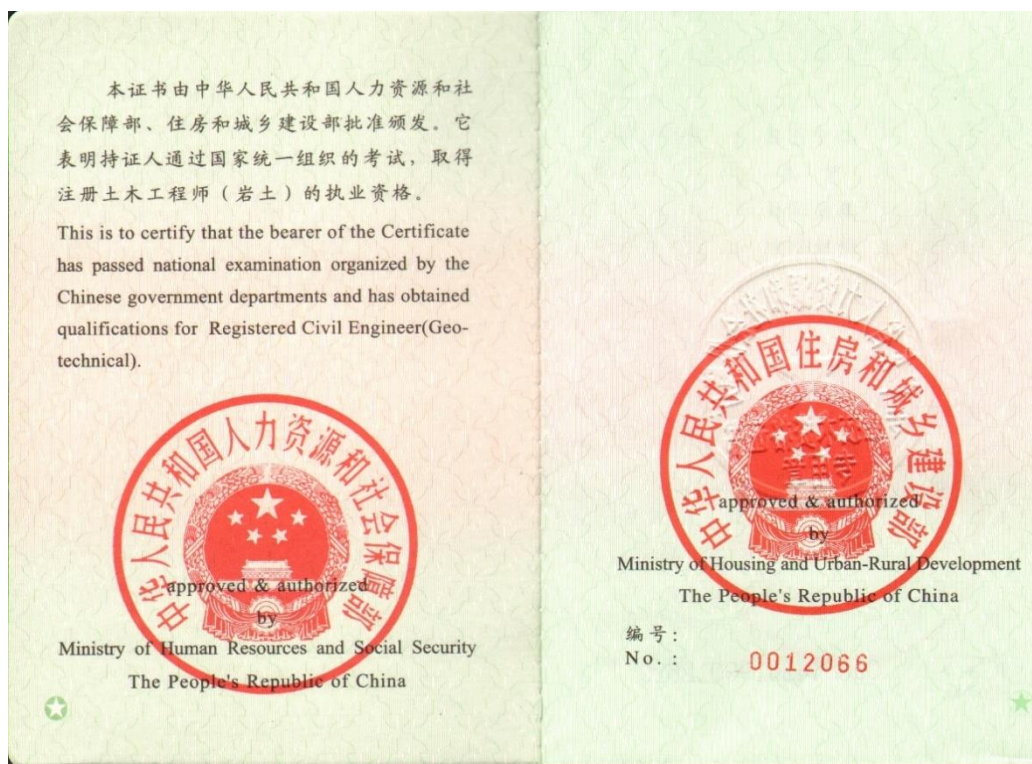 本证书由中华人民共和国人力资源和社
会保障部、住房和城乡建设部批准颁发。它
表明持证人通过国家统一组织的考试，取得
注册土木工程师（岩土）的执业资格。
This is to certify that the bearer of the Certificate
has passed national examination organized by the
Chinese government departments and has obtained
qualifications for Registered Civil Engineer(Geo-
technical).
中华人民共和国人力资源和社会保障部
approved & authorized
by
Ministry of Human Resources and Social Security
The People's Republic of China
中华人民共和国住房和城乡建设部
approved & authorized
by
Ministry of Housing and Urban-Rural Development
The People's Republic of China
编号：
No. : 0012066